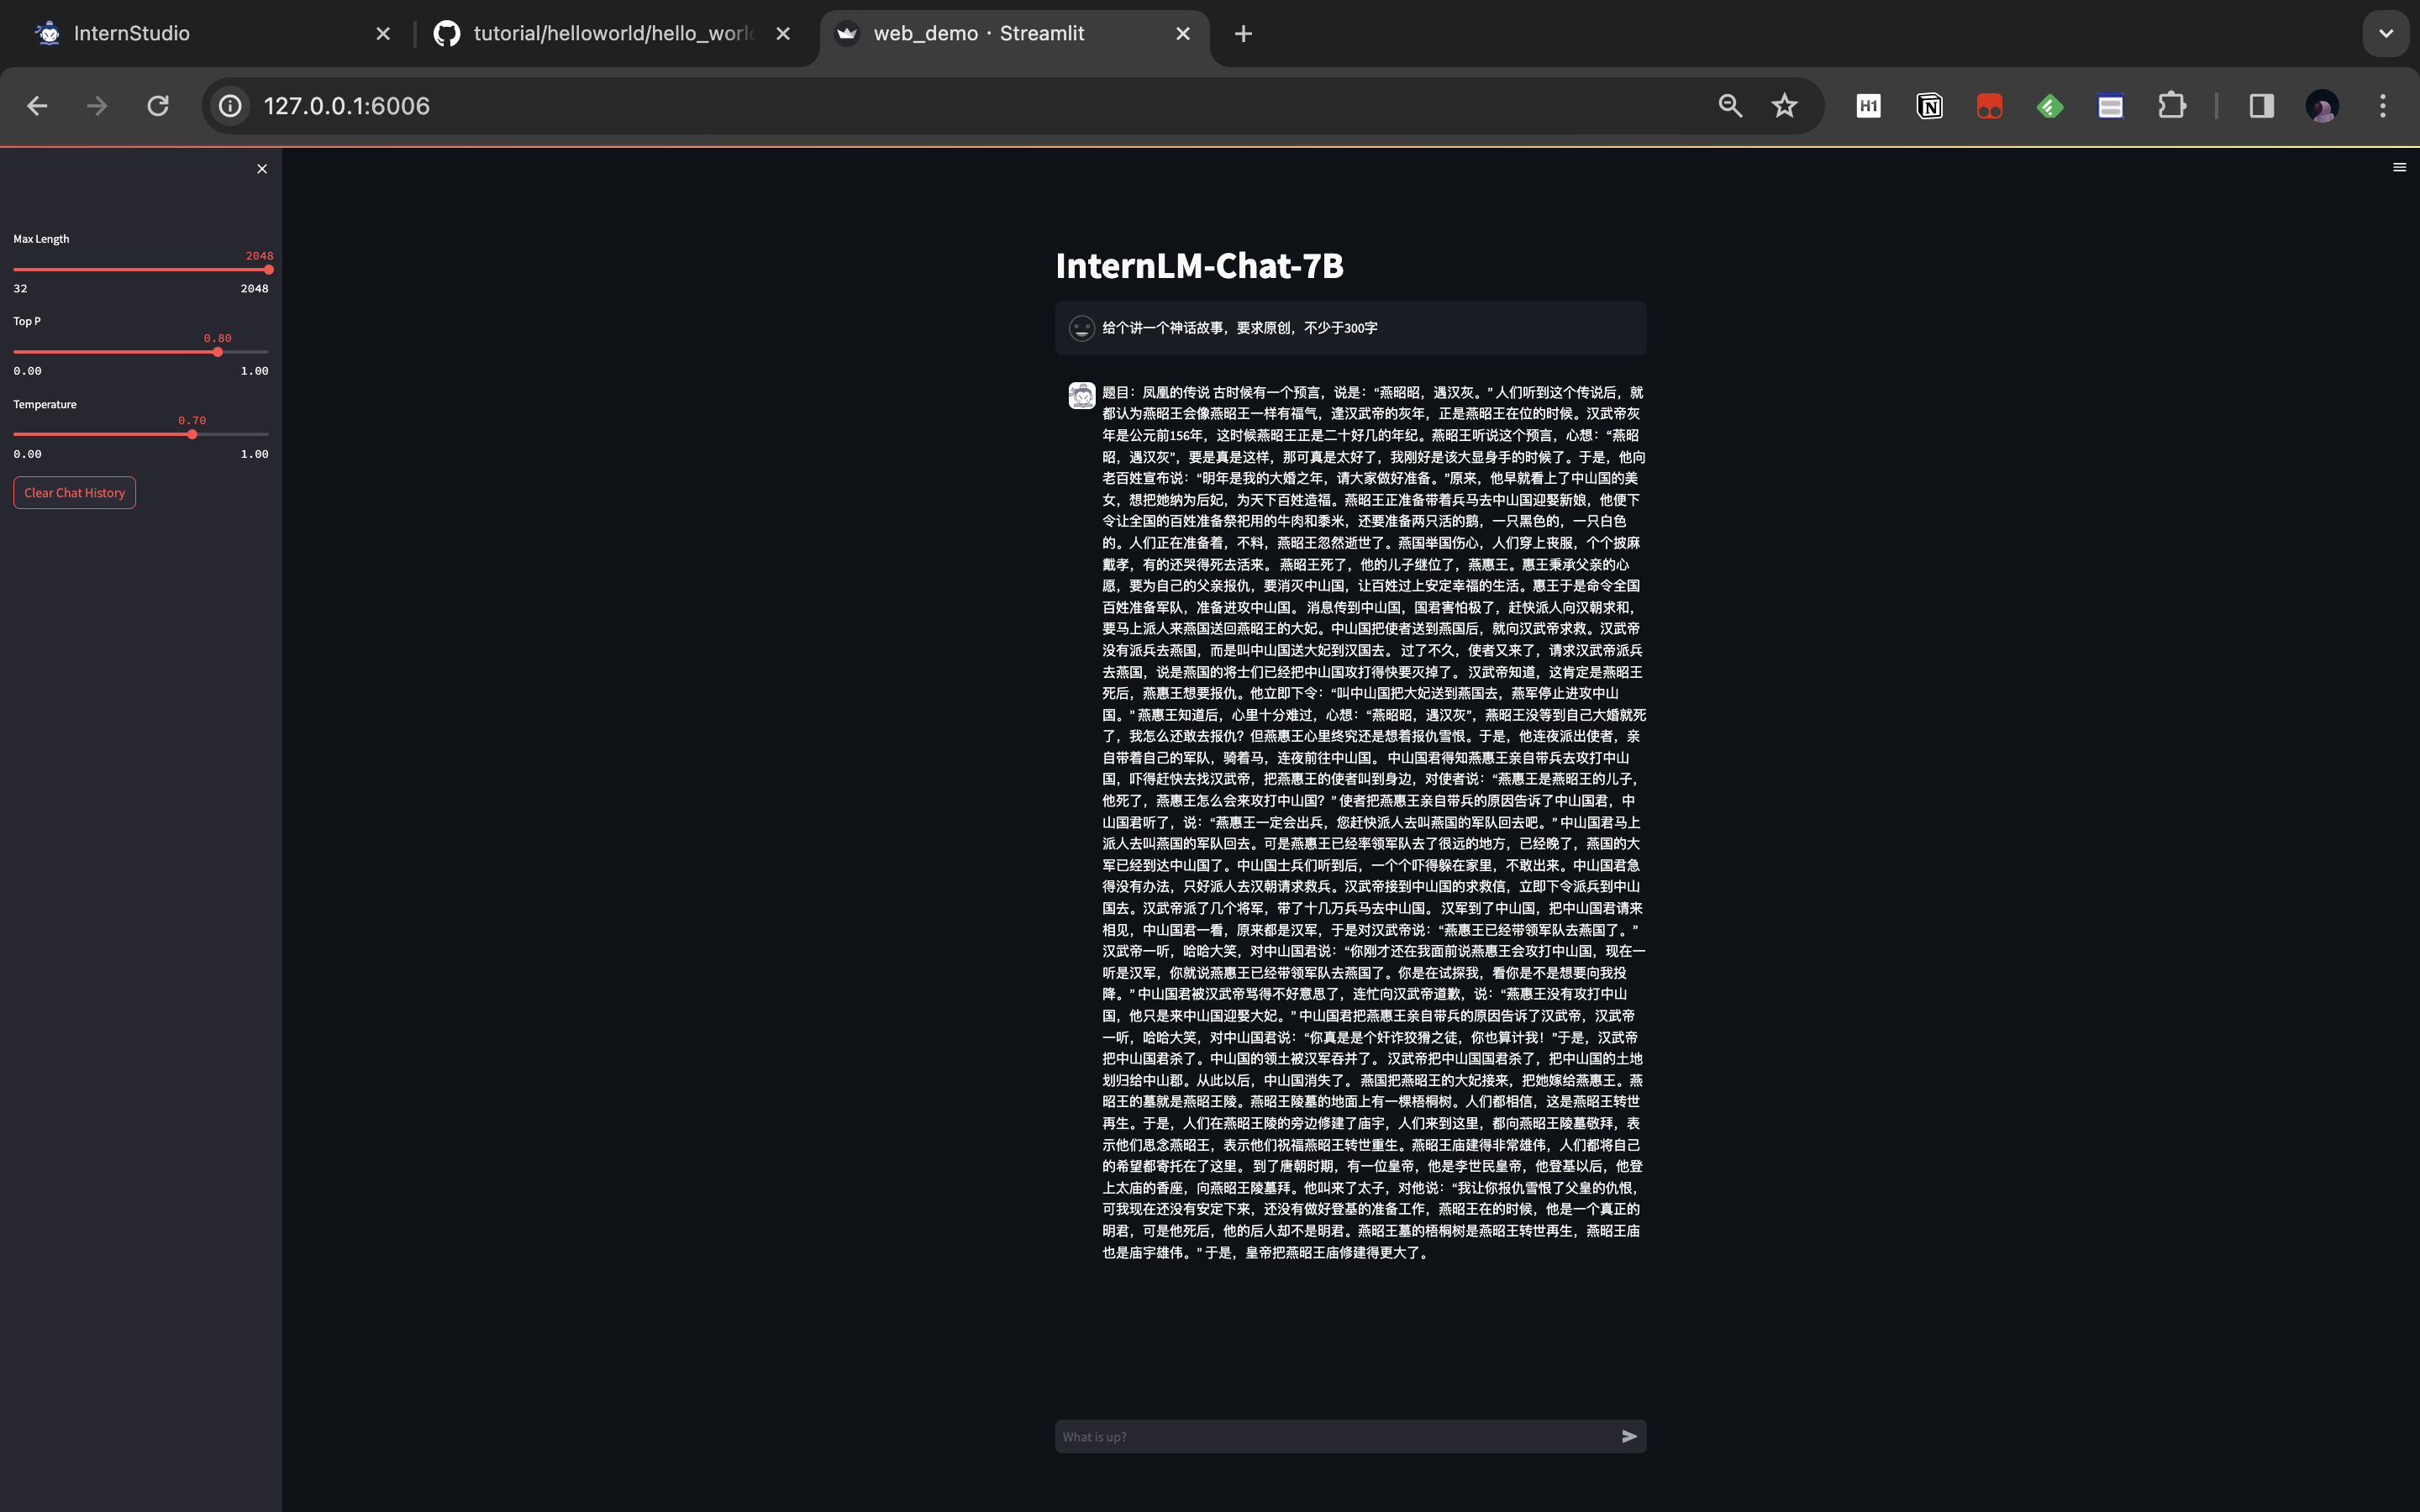 InternStudio
tutorial/helloworld/hello_worl
web_demo · Streamlit
127.0.0.1:6006
H1
Max Length
2048
32 2048
Top P
0.80
0.00 1.00
Temperature
0.70
0.00 1.00
Clear Chat History
InternLM-Chat-7B
给个讲一个神话故事，要求原创，不少于300字
题目：凤凰的传说 古时候有一个预言，说是：“燕昭昭，遇汉灰。” 人们听到这个传说后，就
都认为燕昭王会像燕昭王一样有福气，逢汉武帝的灰年，正是燕昭王在位的时候。汉武帝灰
年是公元前156年，这时候燕昭王正是二十好几的年纪。燕昭王听说这个预言，心想：“燕昭
昭，遇汉灰”，要是真是这样，那可真是太好了，我刚好是该大显身手的时候了。于是，他向
老百姓宣布说：“明年是我的大婚之年，请大家做好准备。”原来，他早就看上了中山国的美
女，想把她纳为后妃，为天下百姓造福。燕昭王正准备带着兵马去中山国迎娶新娘，他便下
令让全国的百姓准备祭祀用的牛肉和黍米，还要准备两只活的鹅，一只黑色的，一只白色
的。人们正在准备着，不料，燕昭王忽然逝世了。燕国举国伤心，人们穿上丧服，个个披麻
戴孝，有的还哭得死去活来。 燕昭王死了，他的儿子继位了，燕惠王。惠王秉承父亲的心
愿，要为自己的父亲报仇，要消灭中山国，让百姓过上安定幸福的生活。惠王于是命令全国
百姓准备军队，准备进攻中山国。 消息传到中山国，国君害怕极了，赶快派人向汉朝求和，
要马上派人来燕国送回燕昭王的大妃。中山国把使者送到燕国后，就向汉武帝求救。汉武帝
没有派兵去燕国，而是叫中山国送大妃到汉国去。 过了不久，使者又来了，请求汉武帝派兵
去燕国，说是燕国的将士们已经把中山国攻打得快要灭掉了。 汉武帝知道，这肯定是燕昭王
死后，燕惠王想要报仇。他立即下令：“叫中山国把大妃送到燕国去，燕军停止进攻中山
国。” 燕惠王知道后，心里十分难过，心想：“燕昭昭，遇汉灰”，燕昭王没等到自己大婚就死
了，我怎么还敢去报仇？但燕惠王心里终究还是想着报仇雪恨。于是，他连夜派出使者，亲
自带着自己的军队，骑着马，连夜前往中山国。 中山国君得知燕惠王亲自带兵去攻打中山
国，吓得赶快去找汉武帝，把燕惠王的使者叫到身边，对使者说：“燕惠王是燕昭王的儿子，
他死了，燕惠王怎么会来攻打中山国？” 使者把燕惠王亲自带兵的原因告诉了中山国君，中
山国君听了，说：“燕惠王一定会出兵，您赶快派人去叫燕国的军队回去吧。” 中山国君马上
派人去叫燕国的军队回去。可是燕惠王已经率领军队去了很远的地方，已经晚了，燕国的大
军已经到达中山国了。中山国士兵们听到后，一个个吓得躲在家里，不敢出来。中山国君急
得没有办法，只好派人去汉朝请求救兵。汉武帝接到中山国的求救信，立即下令派兵到中山
国去。汉武帝派了几个将军，带了十几万兵马去中山国。 汉军到了中山国，把中山国君请来
相见，中山国君一看，原来都是汉军，于是对汉武帝说：“燕惠王已经带领军队去燕国了。”
汉武帝一听，哈哈大笑，对中山国君说：“你刚才还在我面前说燕惠王会攻打中山国，现在一
听是汉军，你就说燕惠王已经带领军队去燕国了。你是在试探我，看你是不是想要向我投
降。” 中山国君被汉武帝骂得不好意思了，连忙向汉武帝道歉，说：“燕惠王没有攻打中山
国，他只是来中山国迎娶大妃。” 中山国君把燕惠王亲自带兵的原因告诉了汉武帝，汉武帝
一听，哈哈大笑，对中山国君说：“你真是是个奸诈狡猾之徒，你也算计我！”于是，汉武帝
把中山国君杀了。中山国的领土被汉军吞并了。 汉武帝把中山国国君杀了，把中山国的土地
划归给中山郡。从此以后，中山国消失了。 燕国把燕昭王的大妃接来，把她嫁给燕惠王。燕
昭王的墓就是燕昭王陵。燕昭王陵墓的地面上有一棵梧桐树。人们都相信，这是燕昭王转世
再生。于是，人们在燕昭王陵的旁边修建了庙宇，人们来到这里，都向燕昭王陵墓敬拜，表
示他们思念燕昭王，表示他们祝福燕昭王转世重生。燕昭王庙建得非常雄伟，人们都将自己
的希望都寄托在了这里。 到了唐朝时期，有一位皇帝，他是李世民皇帝，他登基以后，他登
上太庙的香座，向燕昭王陵墓拜。他叫来了太子，对他说：“我让你报仇雪恨了父皇的仇恨，
可我现在还没有安定下来，还没有做好登基的准备工作，燕昭王在的时候，他是一个真正的
明君，可是他死后，他的后人却不是明君。燕昭王墓的梧桐树是燕昭王转世再生，燕昭王庙
也是庙宇雄伟。” 于是，皇帝把燕昭王庙修建得更大了。
What is up?